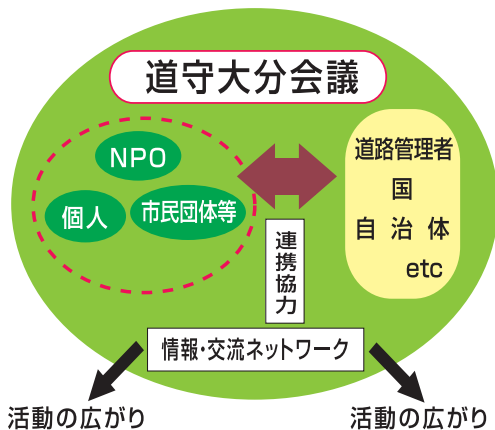 道守大分会議
NPO
個人
市民団体等
道路管理者
国
自治体
etc
連携協力
情報・交流ネットワーク
活動の広がり
活動の広がり